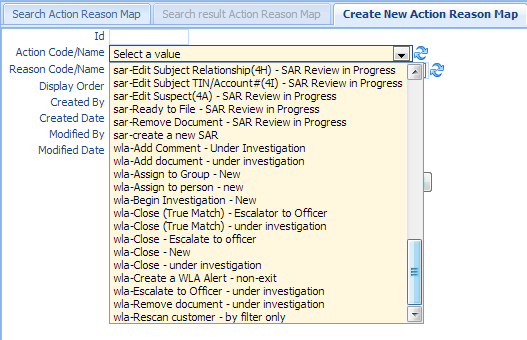 Search Action Reason Map
Search result Action Reason Map
Create New Action Reason Map
Id
Action Code/Name
Select a value
Reason Code/Name
Display Order
Created By
Created Date
Modified By
Modified Date
sar-Edit Subject Relationship(4H) - SAR Review in Progress
sar-Edit Subject TIN/Account#(4I) - SAR Review in Progress
sar-Edit Suspect(4A) - SAR Review in Progress
sar-Ready to File - SAR Review in Progress
sar-Remove Document - SAR Review in Progress
sar-create a new SAR
wla-Add Comment - Under Investigation
wla-Add document - under investigation
wla-Assign to Group - New
wla-Assign to person - new
wla-Begin Investigation - New
wla-Close (True Match) - Escalator to Officer
wla-Close (True Match) - under investigation
wla-Close - Escalate to officer
wla-Close - New
wla-Close - under investigation
wla-Create a WLA Alert - non-exit
wla-Escalate to Officer - under investigation
wla-Remove document - under investigation
wla-Rescan customer - by filter only